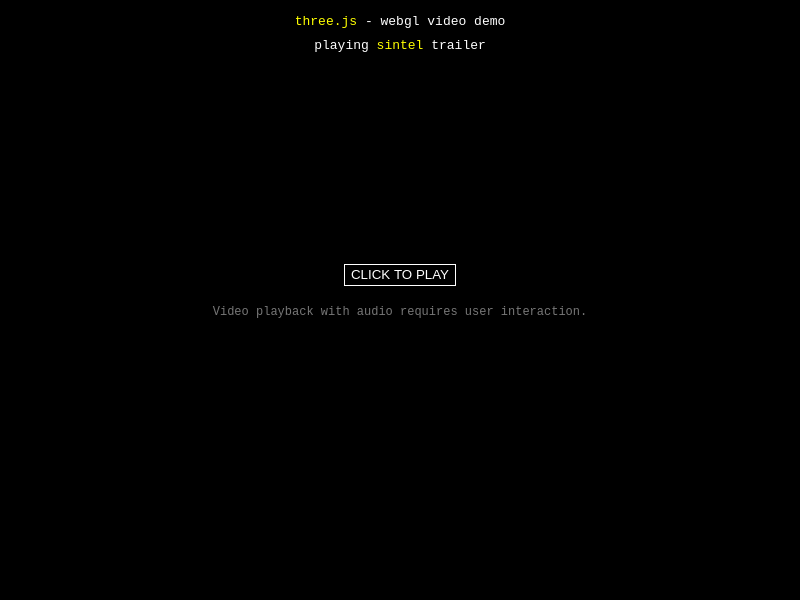 three.js - webgl video demo
playing sintel trailer
CLICK TO PLAY
Video playback with audio requires user interaction.